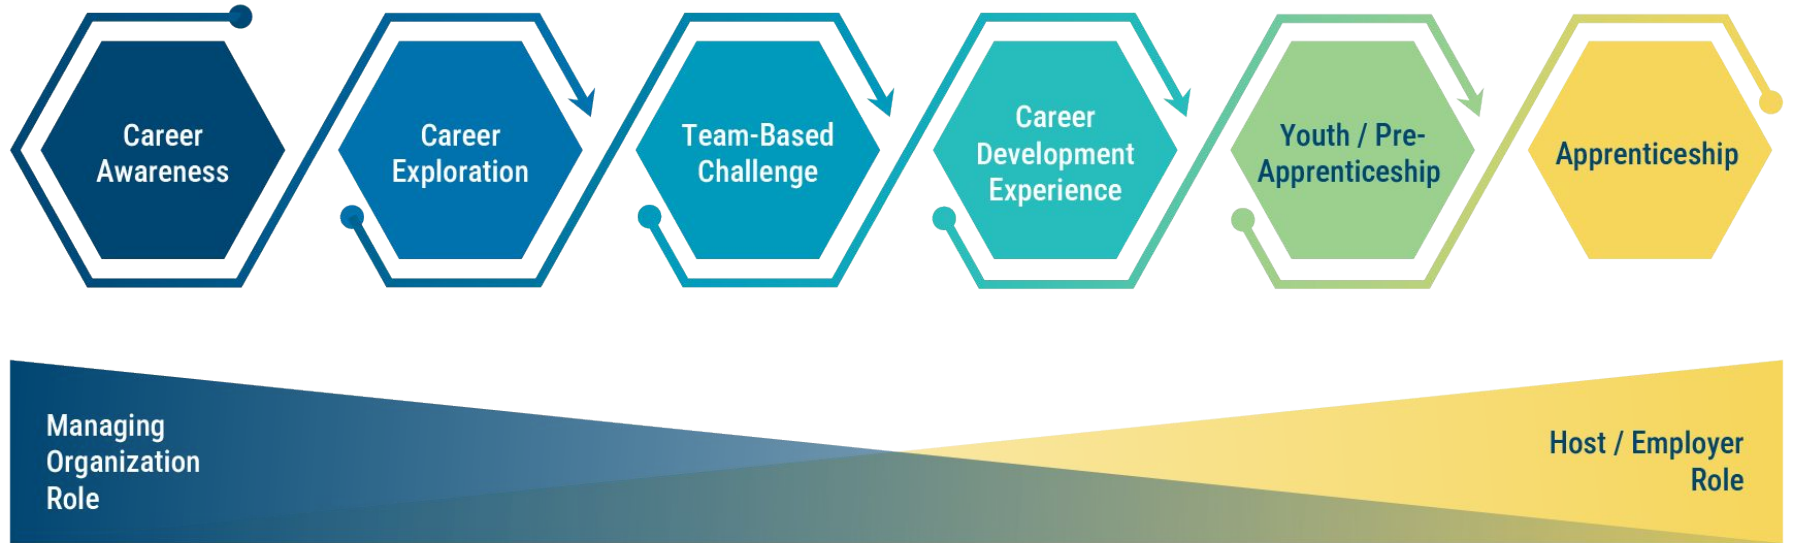 Career
Awareness
Career
Exploration
Team-Based
Challenge
Career
Development
Experience
Youth / Pre-
Apprenticeship
Apprenticeship
Managing
Organization
Role
Host / Employer
Role